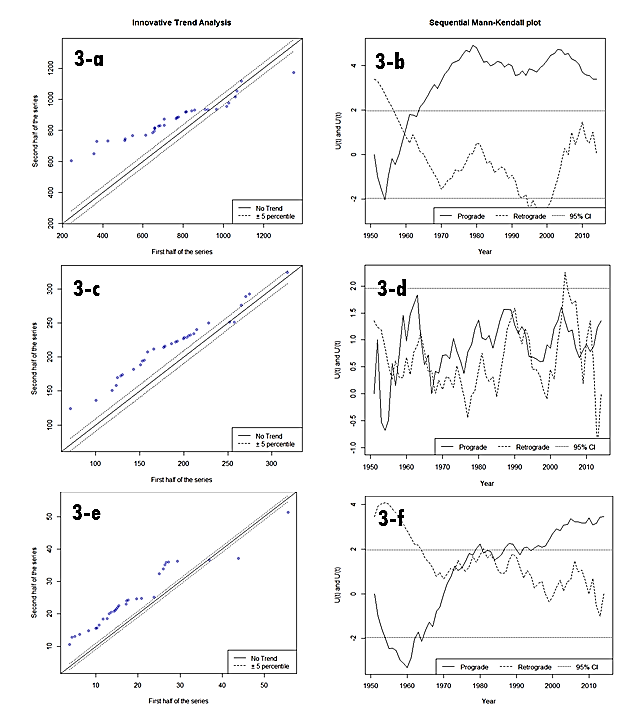 Innovative Trend Analysis
Sequential Mann-Kendall plot
3-a
Second half of the series
200 400 600 800 1000 1200
200 400 600 800 1000 1200
First half of the series
No Trend
± 5 percentile
3-b
U(t) and U'(t)
-2 0 2 4
1950 1960 1970 1980 1990 2000 2010
Year
Prograde Retrograde 95% CI
3-c
Second half of the series
100 150 200 250 300
100 150 200 250 300
First half of the series
No Trend
± 5 percentile
3-d
U(t) and U'(t)
-1.0 -0.5 0.0 0.5 1.0 1.5 2.0
1950 1960 1970 1980 1990 2000 2010
Year
Prograde Retrograde 95% CI
3-e
Second half of the series
10 20 30 40 50
10 20 30 40 50
First half of the series
No Trend
± 5 percentile
3-f
U(t) and U'(t)
-2 0 2 4
1950 1960 1970 1980 1990 2000 2010
Year
Prograde Retrograde 95% CI